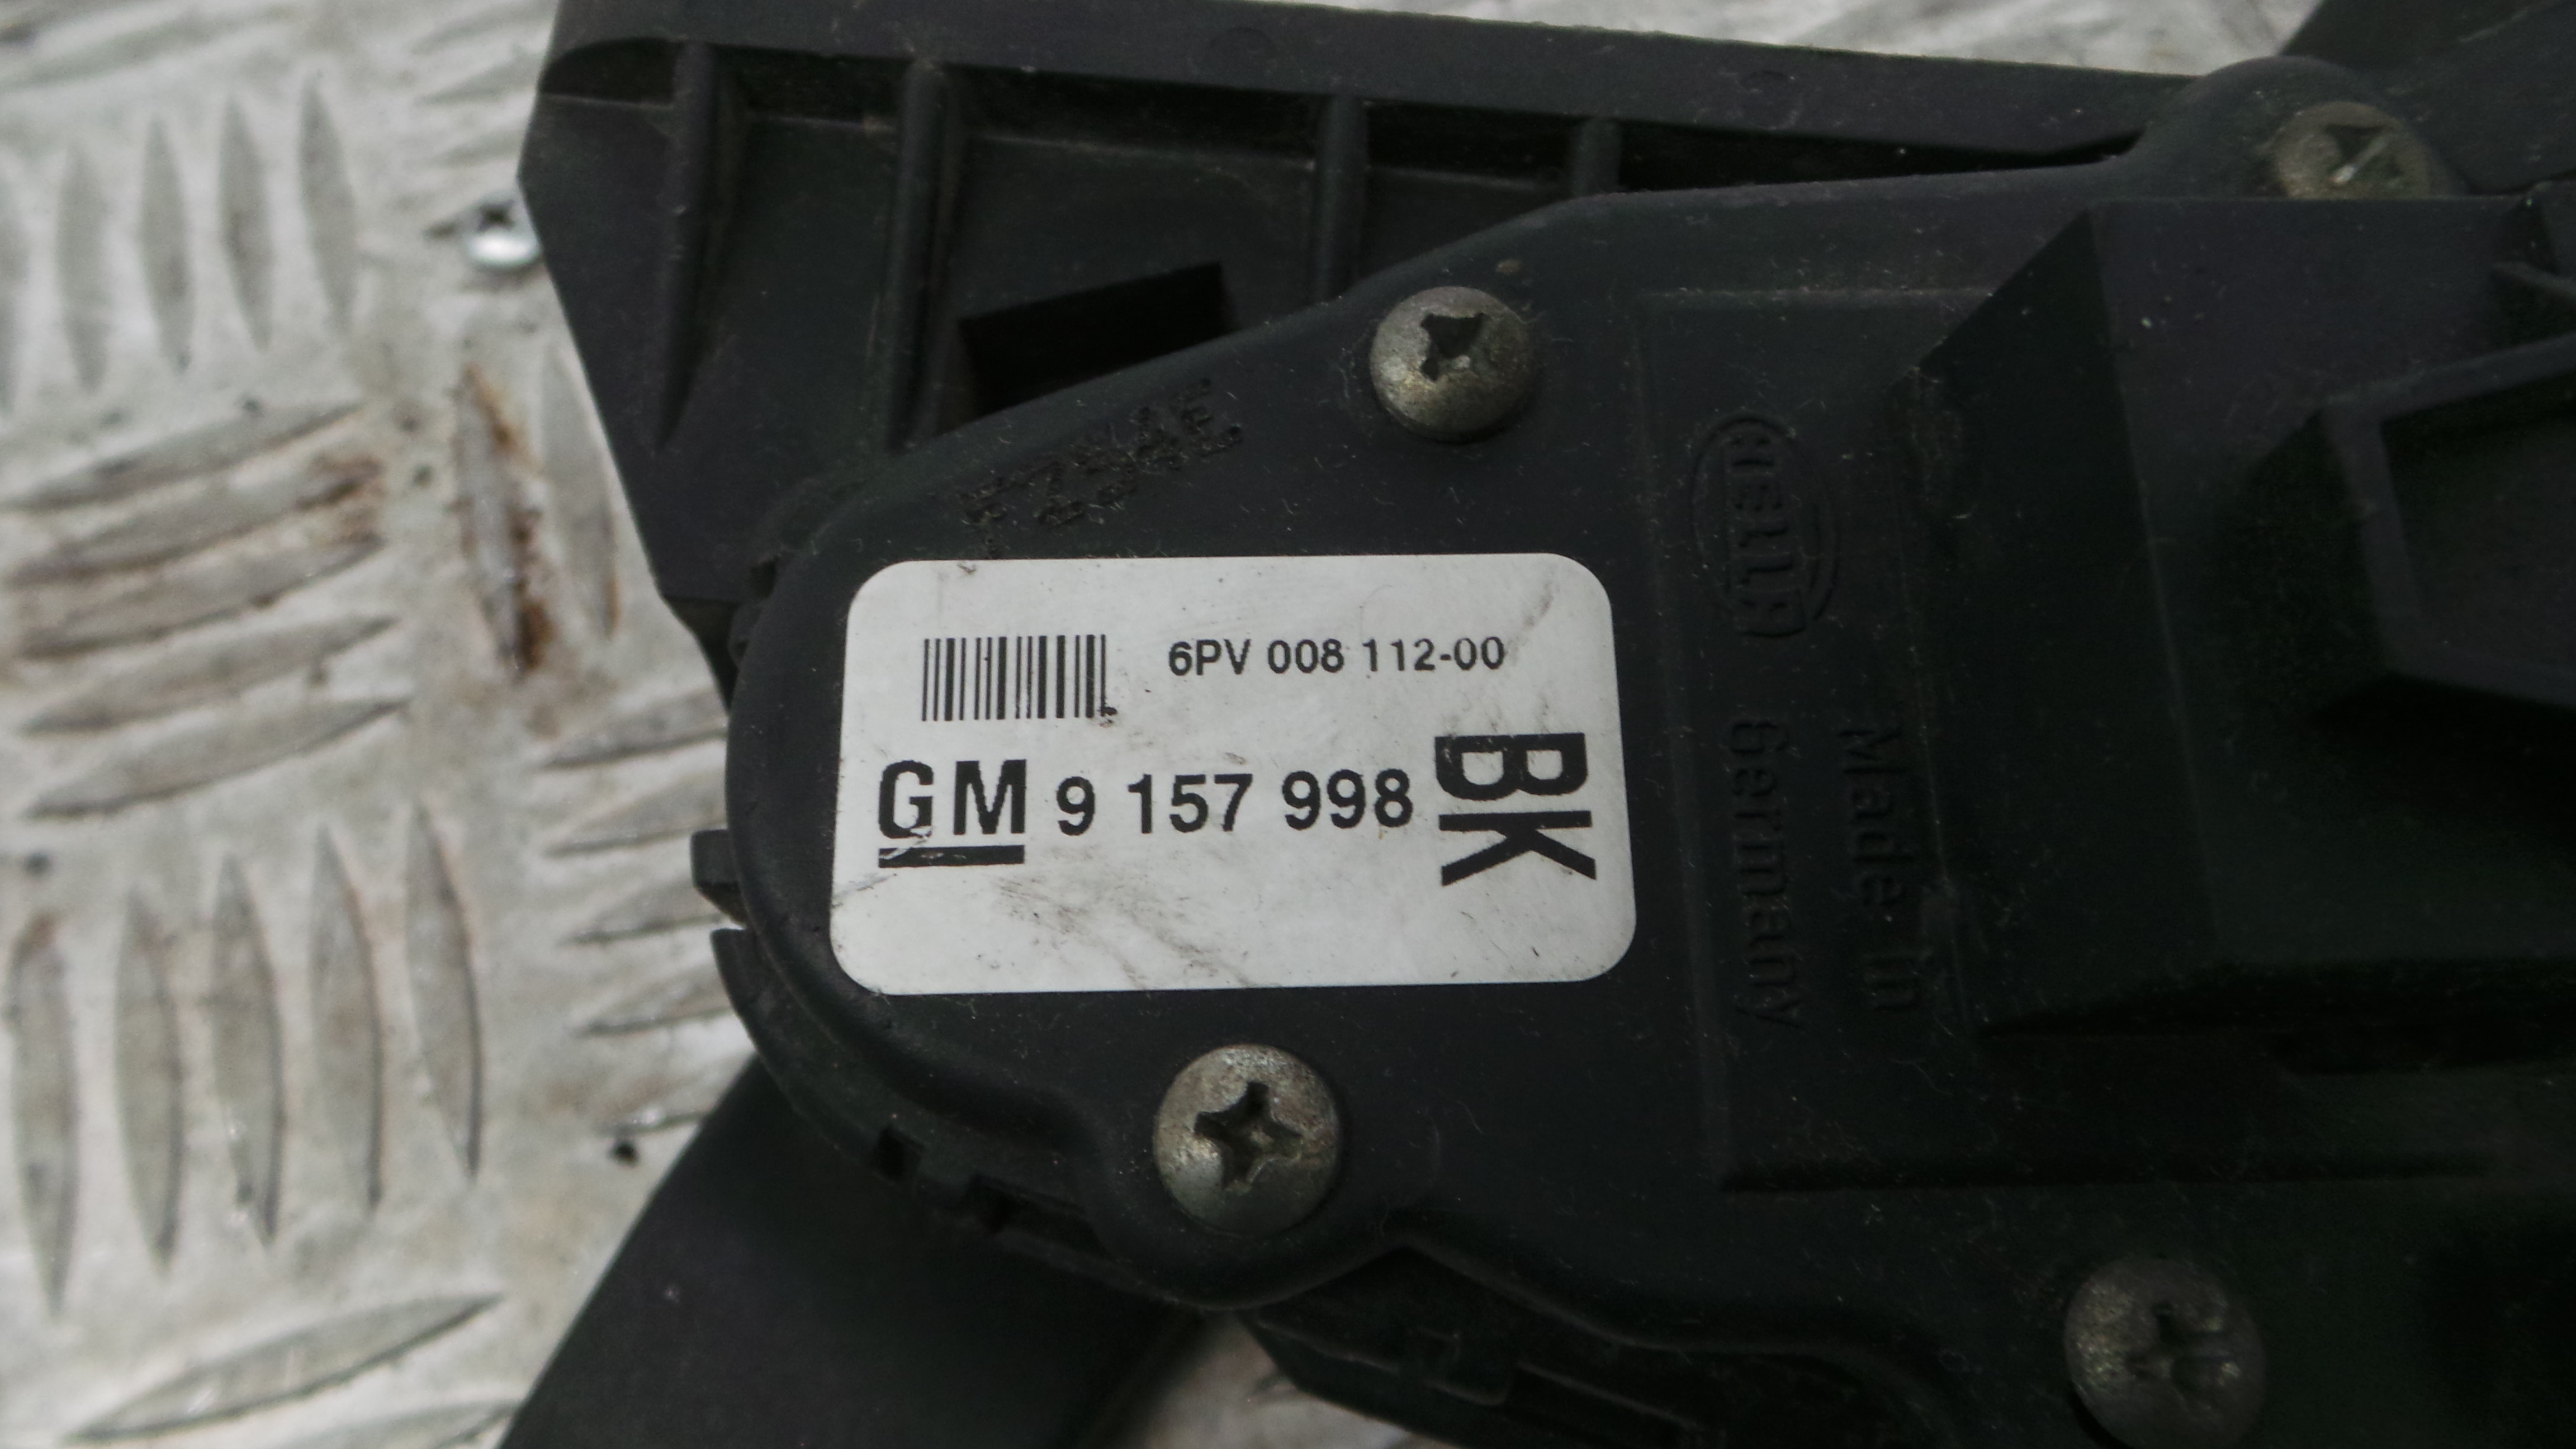 6PV 008 112-00
GM 9 157 998
BK
HELLA
Made in
Germany